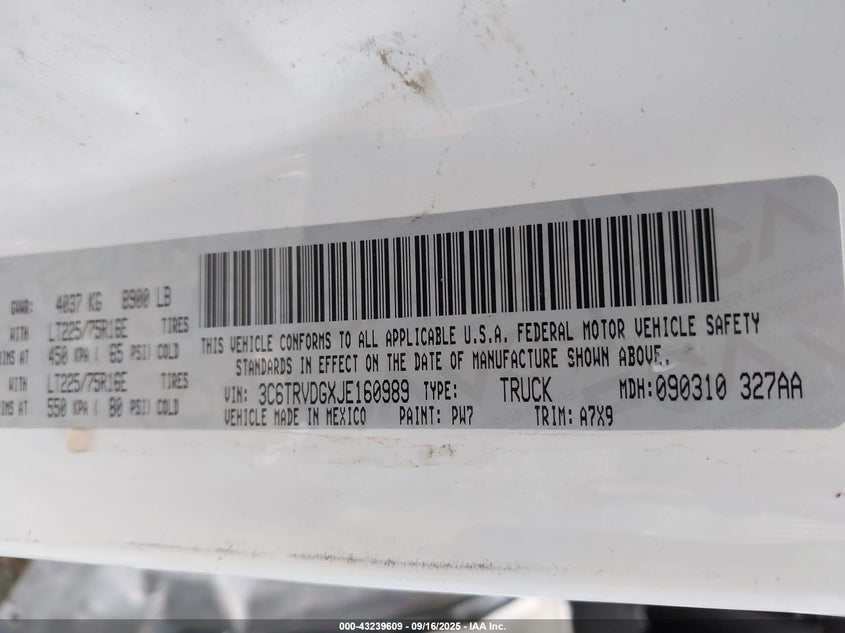 GVWR: 4037 KG 8900 LB
WITH LT225/75R16E TIRES
RIMS AT 450 KPA ( 65 PSI) COLD
WITH LT225/75R16E TIRES
RIMS AT 550 KPA ( 80 PSI) COLD
THIS VEHICLE CONFORMS TO ALL APPLICABLE U.S.A. FEDERAL MOTOR VEHICLE SAFETY
STANDARDS IN EFFECT ON THE DATE OF MANUFACTURE SHOWN ABOVE.
VIN: 3C6TRVDGXJE160989 TYPE: TRUCK MDH: 090310 327AA
VEHICLE MADE IN MEXICO PAINT: PW7 TRIM: A7X9
000-43239609 - 09/16/2025 - IAA Inc.